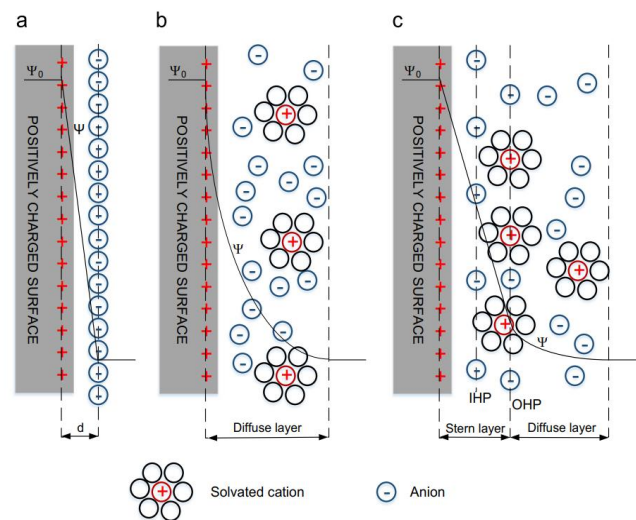 a
Ψ0
Ψ
POSITIVELY CHARGED SURFACE
d
b
Ψ0
Ψ
POSITIVELY CHARGED SURFACE
Diffuse layer
c
Ψ0
Ψ
POSITIVELY CHARGED SURFACE
IHP
OHP
Stern layer
Diffuse layer
Solvated cation
Anion